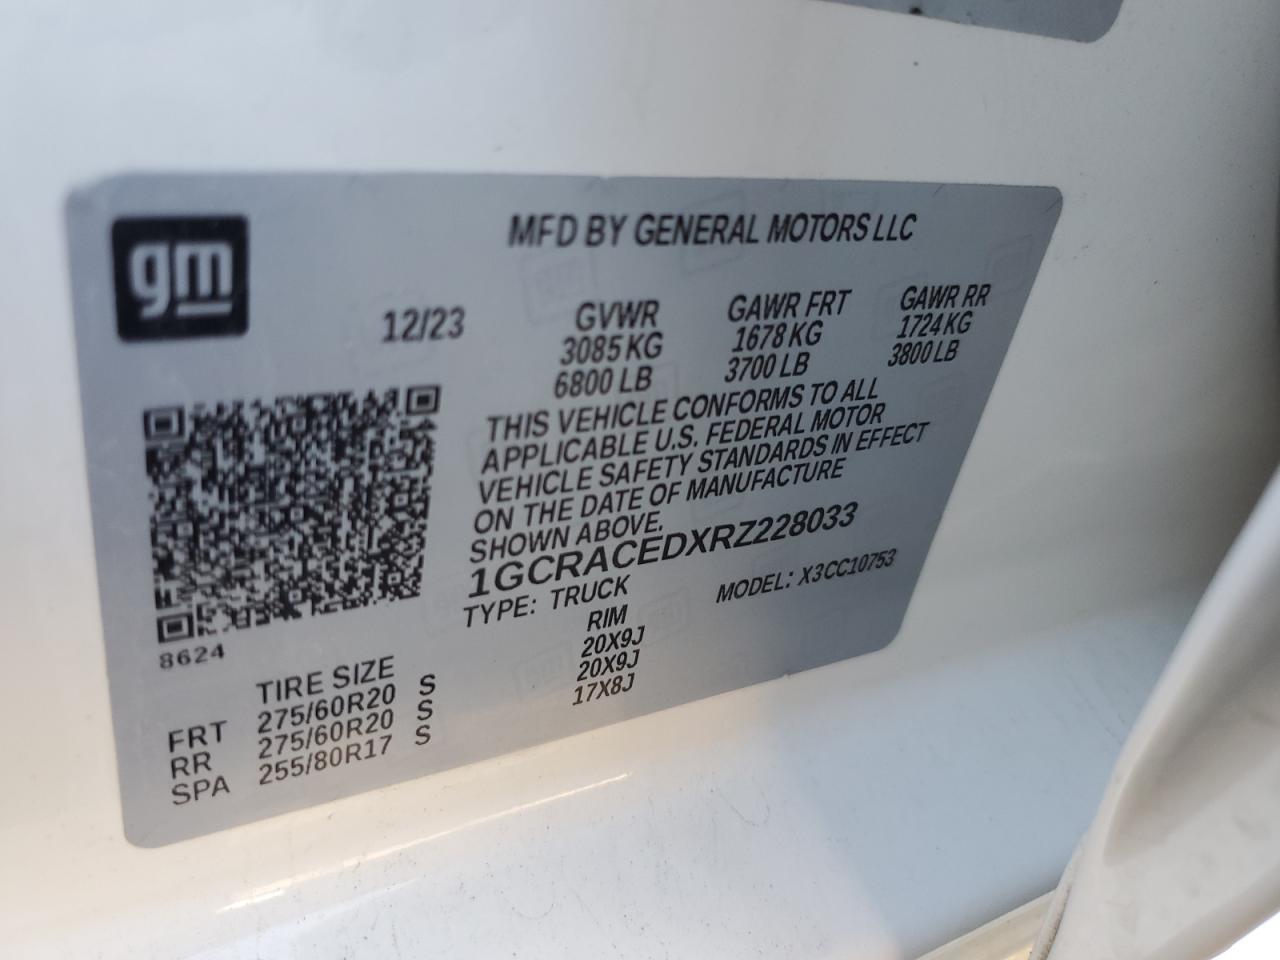 gm
MFD BY GENERAL MOTORS LLC
12/23
GVWR
3085 KG
6800 LB
GAWR FRT
1678 KG
3700 LB
GAWR RR
1724 KG
3800 LB
THIS VEHICLE CONFORMS TO ALL
APPLICABLE U.S. FEDERAL MOTOR
VEHICLE SAFETY STANDARDS IN EFFECT
ON THE DATE OF MANUFACTURE
SHOWN ABOVE.
1GCRACEDXRZ228033
TYPE: TRUCK
MODEL: X3CC10753
8624
TIRE SIZE
RIM
FRT 275/60R20 S 20X9J
RR 275/60R20 S 20X9J
SPA 255/80R17 S 17X8J